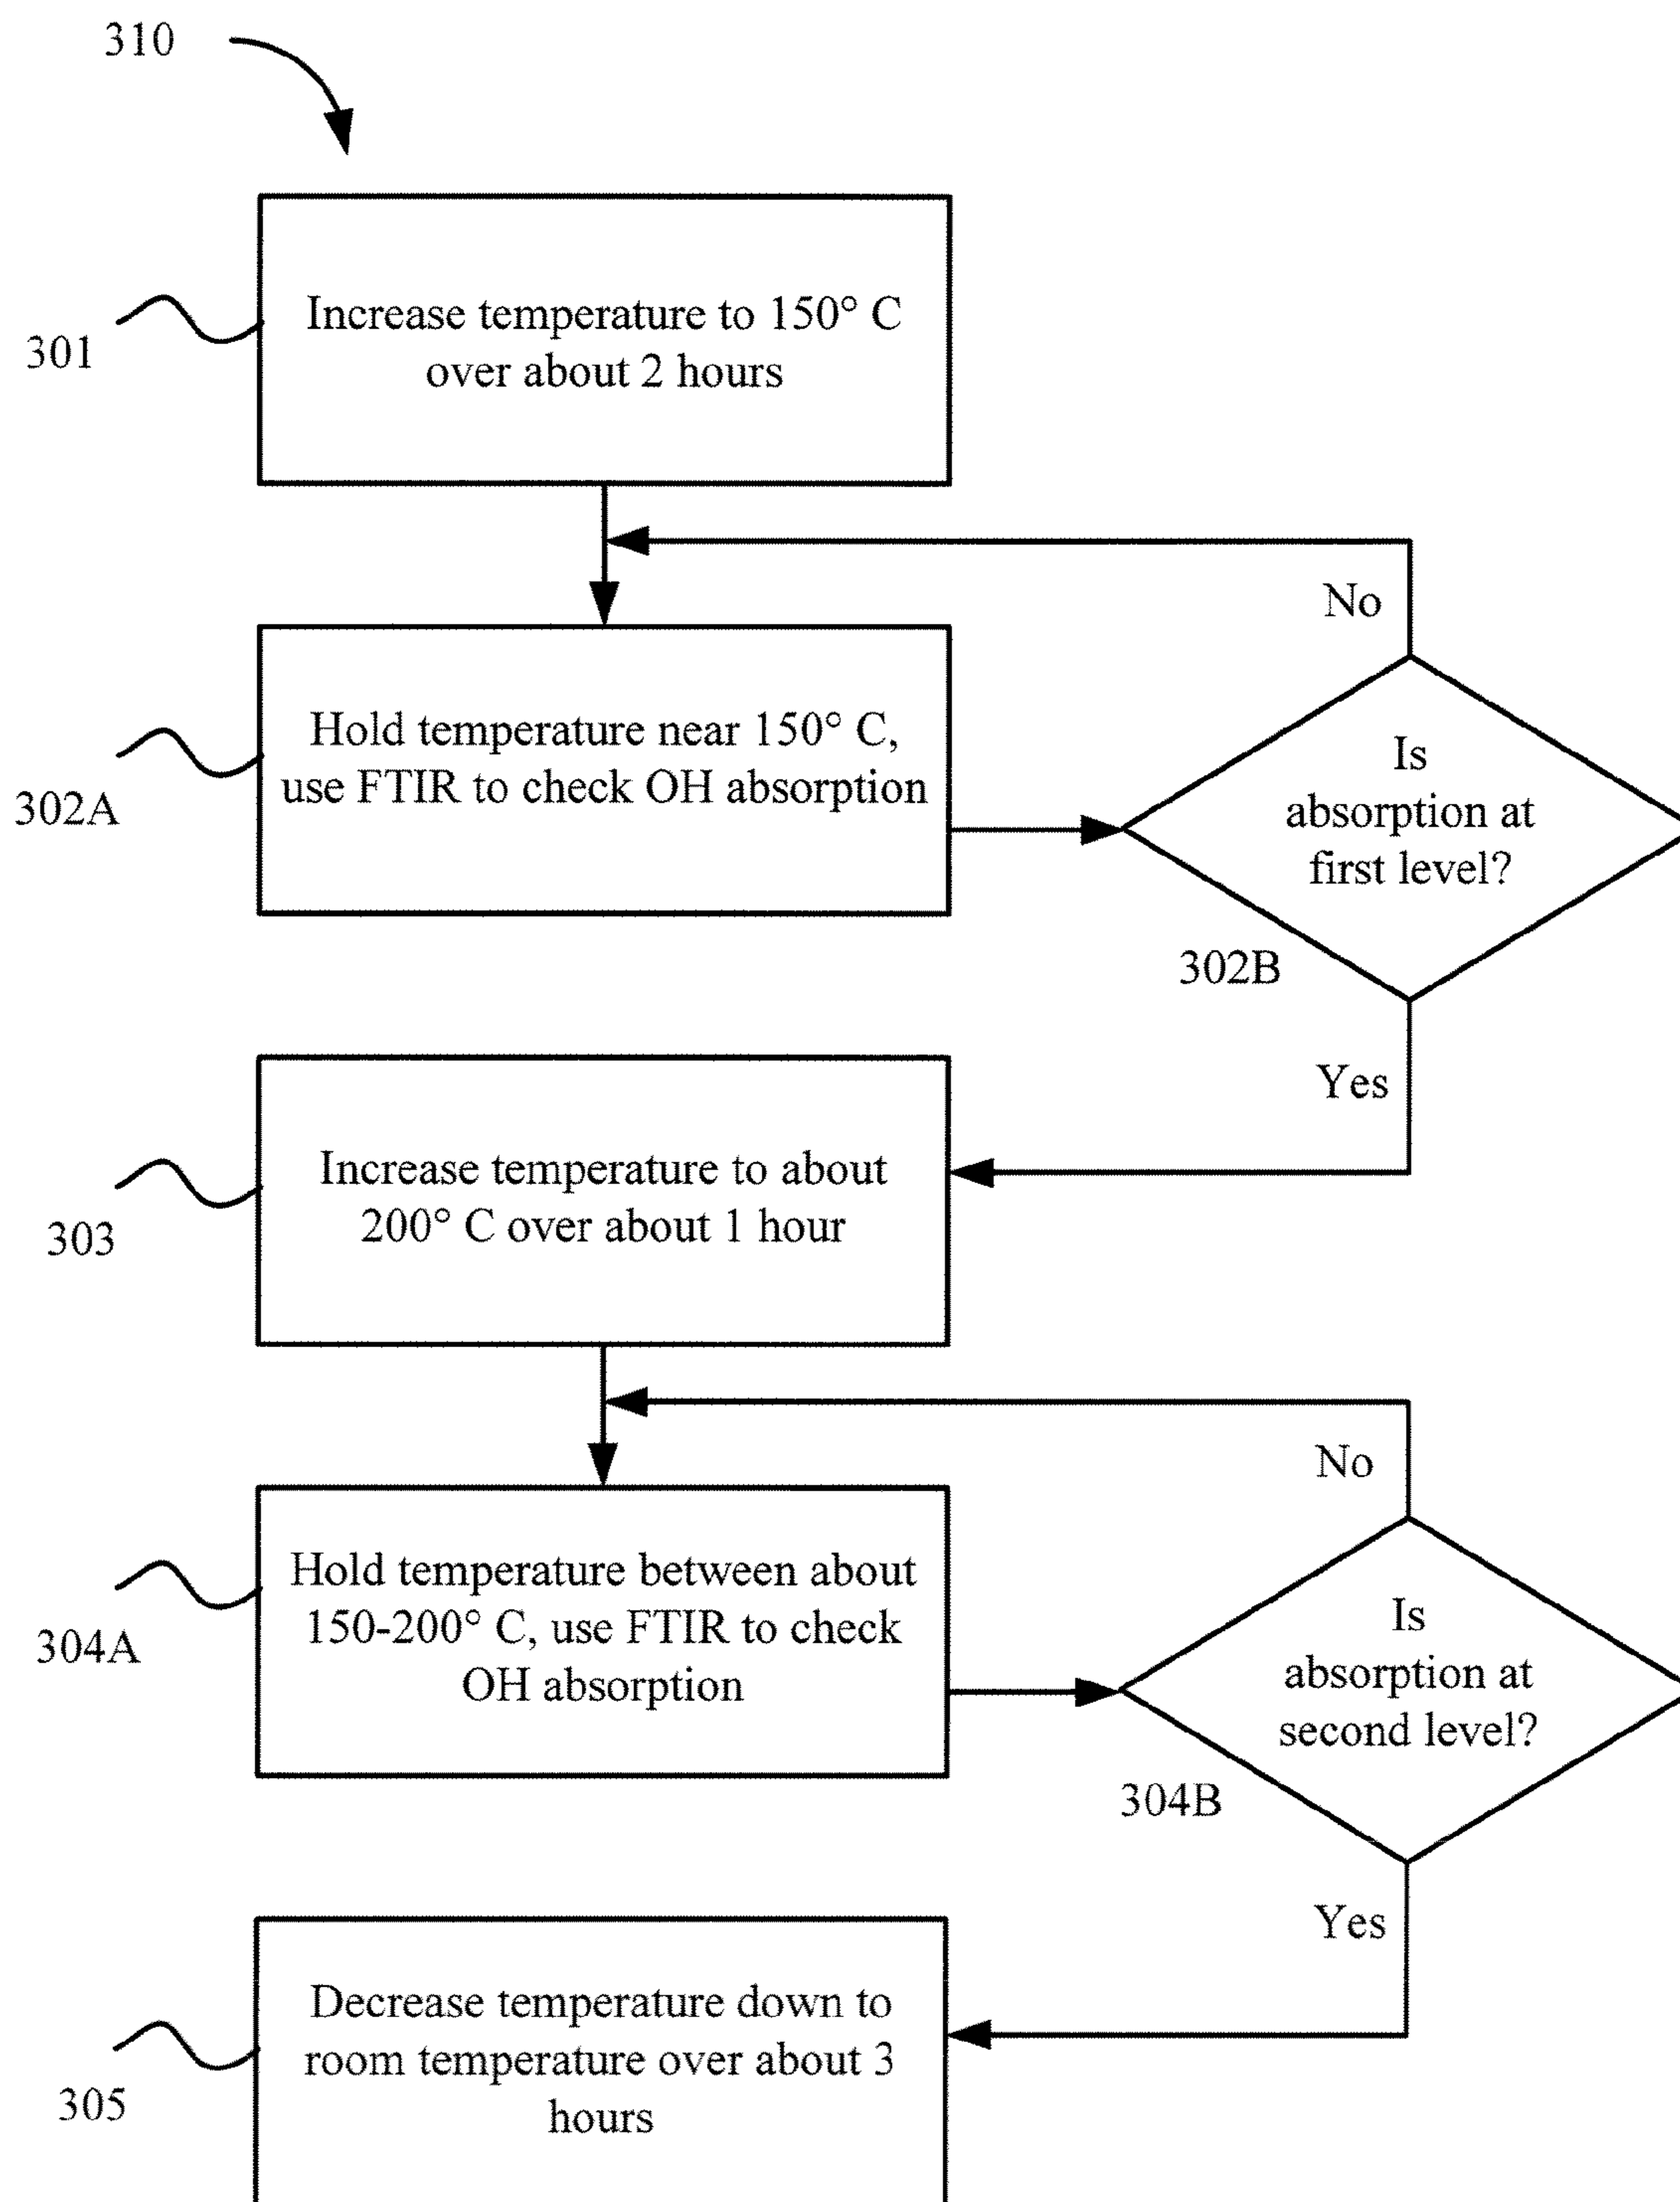 310
Increase temperature to 150° C
over about 2 hours
301
No
Hold temperature near 150° C,
use FTIR to check OH absorption
302A
Is
absorption at
first level?
302B
Yes
Increase temperature to about
200° C over about 1 hour
303
No
Hold temperature between about
150-200° C, use FTIR to check
OH absorption
304A
Is
absorption at
second level?
304B
Yes
Decrease temperature down to
room temperature over about 3
hours
305